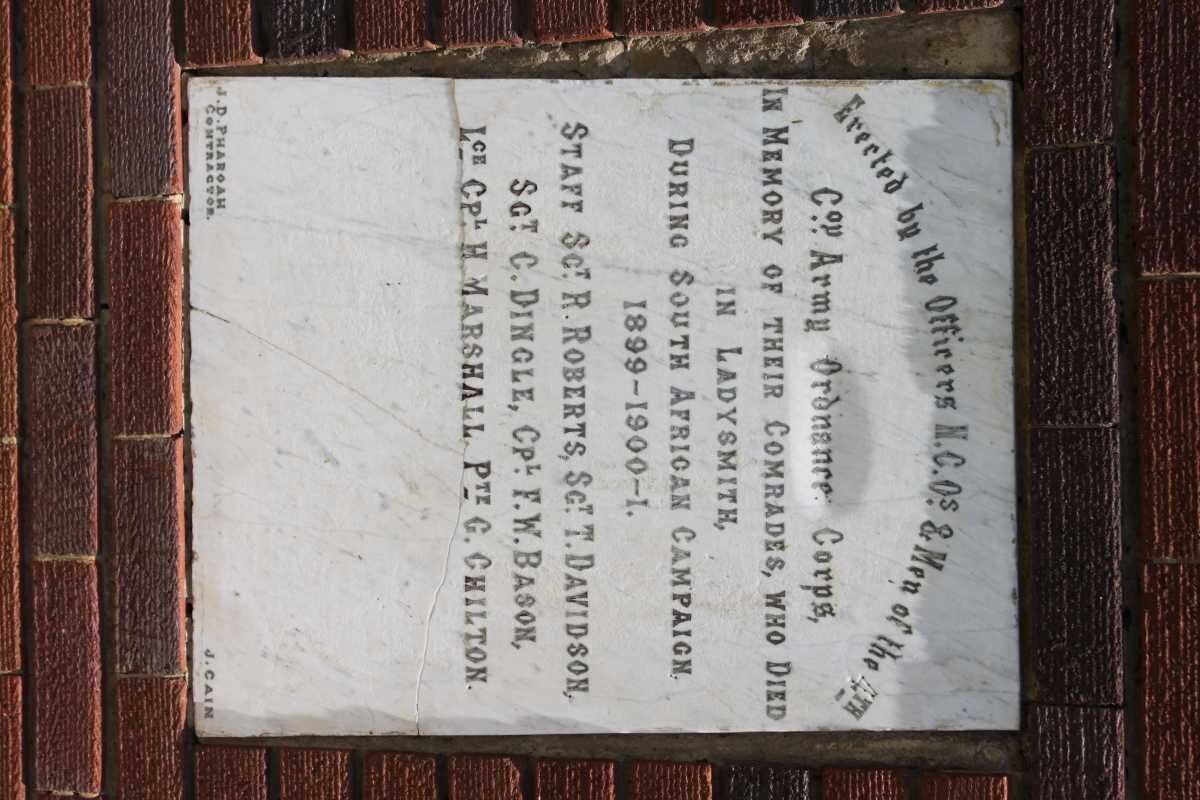 Erected by the Officers N.C.Os. & Men of the 4TH
Coy. Army Ordnance Corps,
IN MEMORY OF THEIR COMRADES, WHO DIED
IN LADYSMITH,
DURING SOUTH AFRICAN CAMPAIGN.
1899-1900-1.
STAFF SGT R. ROBERTS, SGT T. DAVIDSON,
SGT C. DINGLE, CPL F. W. BASON,
LCE CPL H MARSHALL PTE G. CHILTON.
J. D. PHAROAH
CONTRACTOR.
J. CAIN